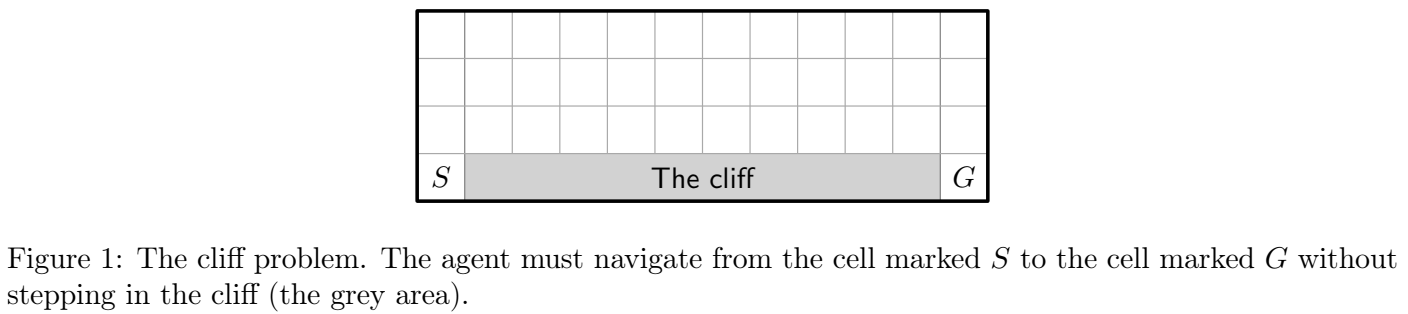 S The cliff G
Figure 1: The cliff problem. The agent must navigate from the cell marked S to the cell marked G without
stepping in the cliff (the grey area).